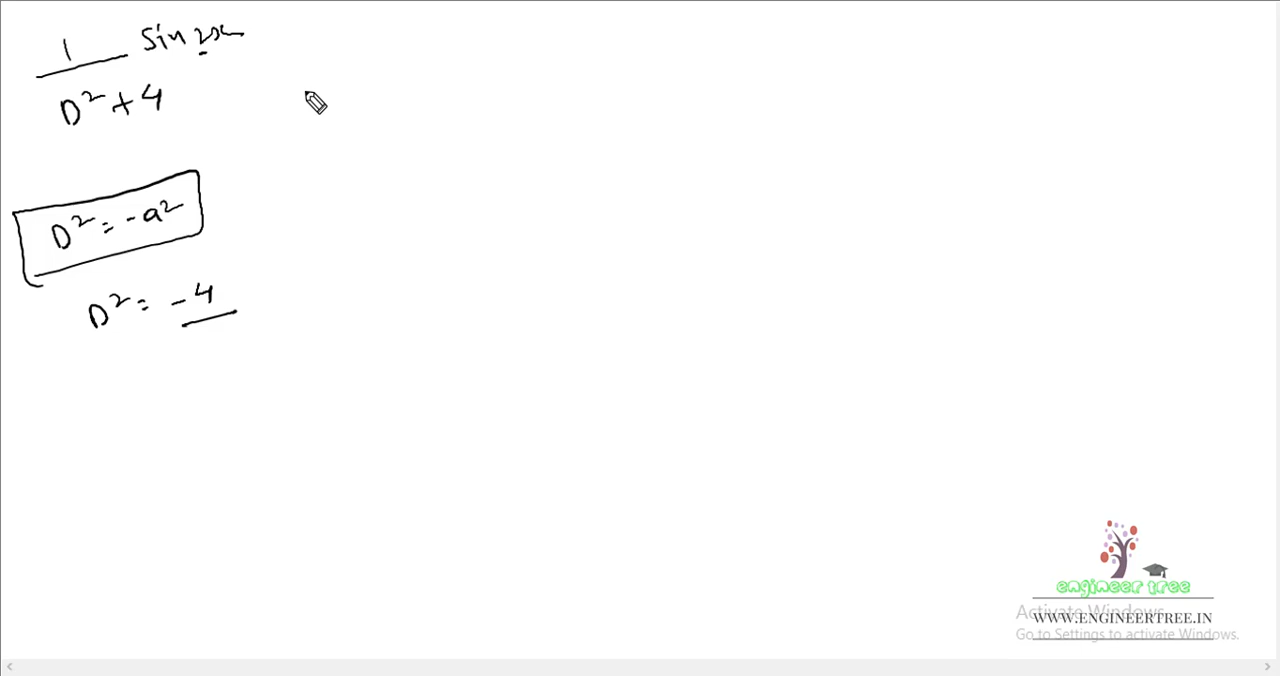 1 Sin 2x
D² + 4
D² = -a²
D² = -4
engineer tree
Activate Windows
WWW.ENGINEERTREE.IN
Go to Settings to activate Windows.